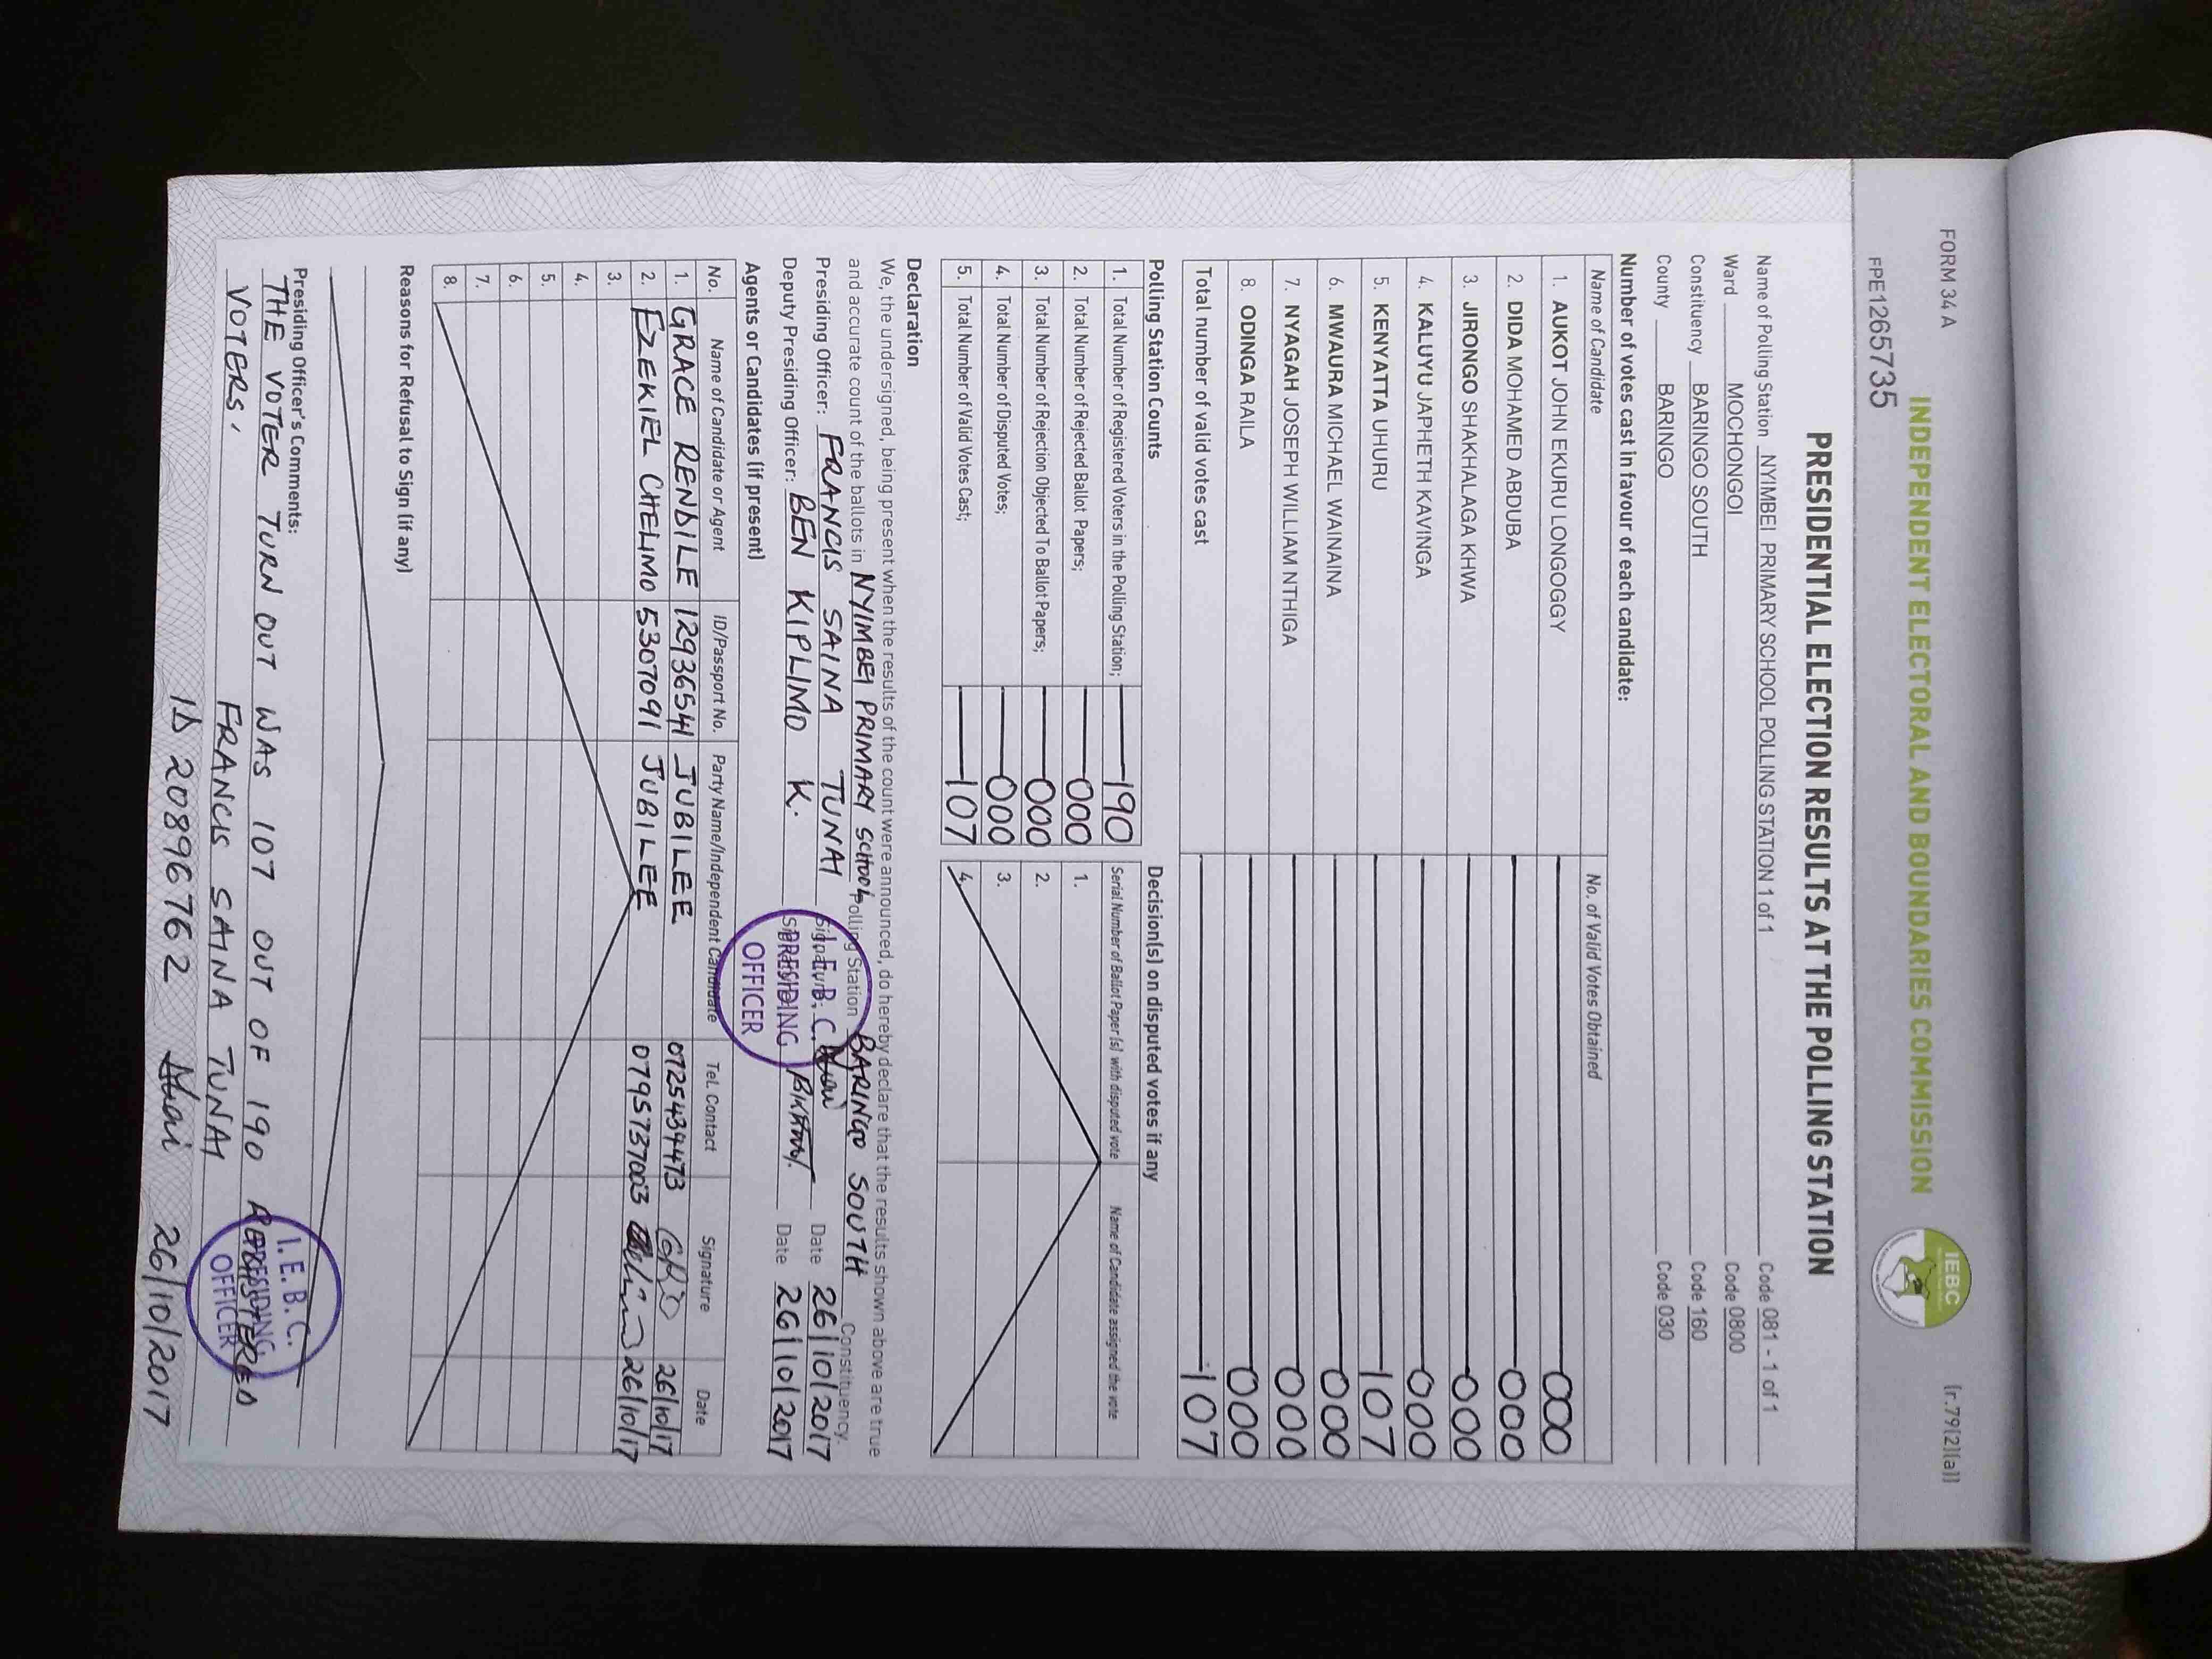 FORM 34 A
(r.79(2)(a))
INDEPENDENT ELECTORAL AND BOUNDARIES COMMISSION
IEBC
FPE1265735
PRESIDENTIAL ELECTION RESULTS AT THE POLLING STATION
Name of Polling Station NYIMBEI PRIMARY SCHOOL POLLING STATION 1 of 1 Code 081 - 1 of 1
Ward MOCHONGOI Code 0800
Constituency BARINGO SOUTH Code 160
County BARINGO Code 030
Number of votes cast in favour of each candidate:
Name of Candidate No. of Valid Votes Obtained
1. AUKOT JOHN EKURU LONGOGGY 000
2. DIDA MOHAMED ABDUBA 000
3. JIRONGO SHAKHALAGA KHWA 000
4. KALUYU JAPHETH KAVINGA 000
5. KENYATTA UHURU 107
6. MWAURA MICHAEL WAINAINA 000
7. NYAGAH JOSEPH WILLIAM NTHIGA 000
8. ODINGA RAILA 000
Total number of valid votes cast 107
Polling Station Counts
1. Total Number of Registered Voters in the Polling Station; 190
2. Total Number of Rejected Ballot Papers; 000
3. Total Number of Rejection Objected To Ballot Papers; 000
4. Total Number of Disputed Votes; 000
5. Total Number of Valid Votes Cast; 107
Decision(s) on disputed votes if any
Serial Number of Ballot Paper (s) with disputed vote Name of Candidate assigned the vote
1.
2.
3.
4.
Declaration
We, the undersigned, being present when the results of the count were announced, do hereby declare that the results shown above are true
and accurate count of the ballots in NYIMBEI PRIMARY SCHOOL Polling Station BARINGO SOUTH Constituency.
Presiding Officer: FRANCIS SAINA TUNAI Signature: Date 26/10/2017
Deputy Presiding Officer: BEN KIPLIMO K. Signature: Date 26/10/2017
I.E.B.C.
PRESIDING
OFFICER
Agents or Candidates (if present)
No. Name of Candidate or Agent ID/Passport No. Party Name/Independent Candidate Tel. Contact Signature Date
1. GRACE RENDILE 12936541 JUBILEE 0725434473 26/10/17
2. EZEKIEL CHELIMO 5307091 JUBILEE 0795737003 26/10/17
3.
4.
5.
6.
7.
8.
Reasons for Refusal to Sign (if any)
Presiding Officer's Comments:
THE VOTER TURN OUT WAS 107 OUT OF 190 REGISTERED
VOTERS.
FRANCIS SAINA TUNAI
ID 20896762 26/10/2017
I.E.B.C.
PRESIDING
OFFICER